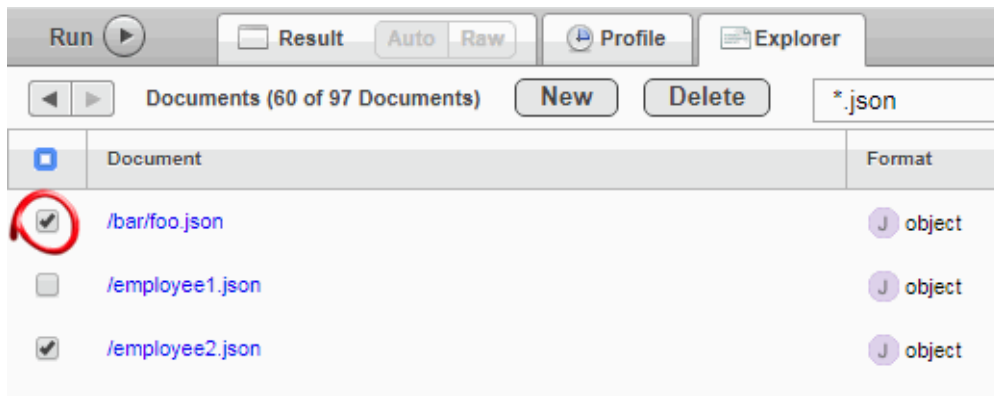 Run Result Auto Raw Profile Explorer
Documents (60 of 97 Documents) New Delete *.json
Document Format
/bar/foo.json J object
/employee1.json J object
/employee2.json J object